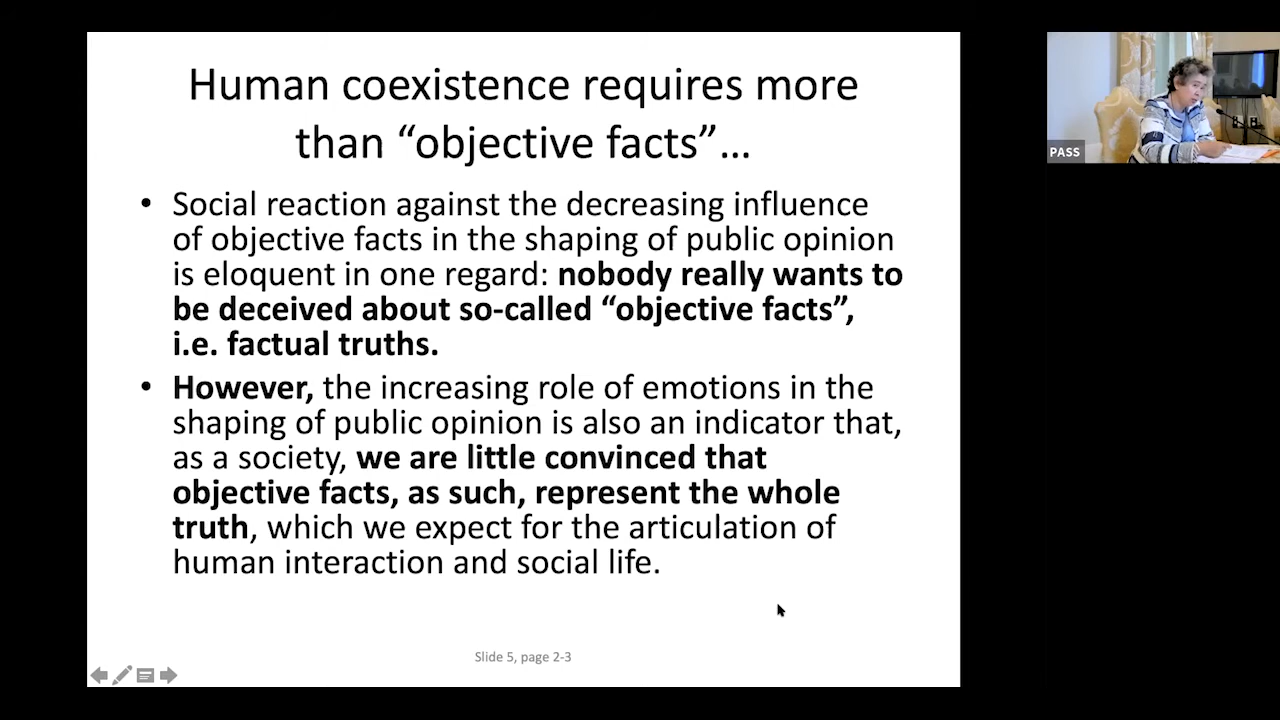 Human coexistence requires more
than “objective facts”…
• Social reaction against the decreasing influence
of objective facts in the shaping of public opinion
is eloquent in one regard: nobody really wants to
be deceived about so-called “objective facts”,
i.e. factual truths.
• However, the increasing role of emotions in the
shaping of public opinion is also an indicator that,
as a society, we are little convinced that
objective facts, as such, represent the whole
truth, which we expect for the articulation of
human interaction and social life.
Slide 5, page 2-3
PASS